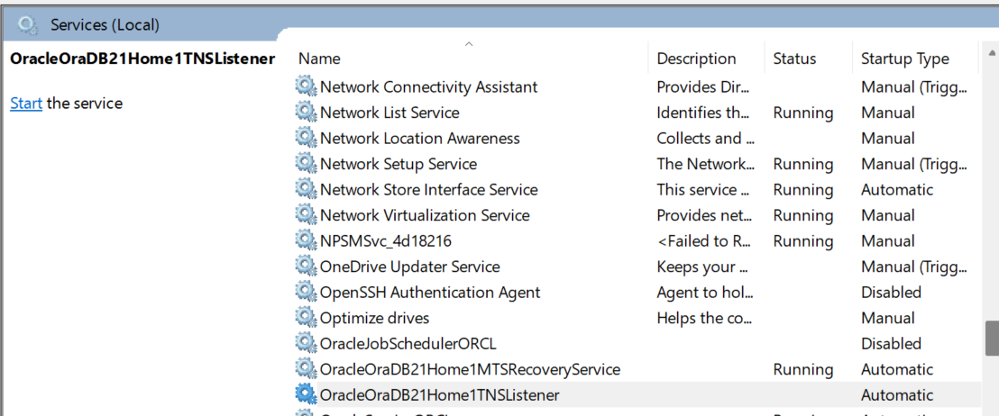 Services (Local)
OracleOraDB21Home1TNSListener
Start the service
Name Description Status Startup Type
Network Connectivity Assistant Provides Dir... Manual (Trigg...
Network List Service Identifies th... Running Manual
Network Location Awareness Collects and ... Manual
Network Setup Service The Network... Running Manual (Trigg...
Network Store Interface Service This service ... Running Automatic
Network Virtualization Service Provides net... Running Manual
NPSMSvc_4d18216 <Failed to R... Running Manual
OneDrive Updater Service Keeps your ... Manual (Trigg...
OpenSSH Authentication Agent Agent to hol... Disabled
Optimize drives Helps the co... Manual
OracleJobSchedulerORCL Disabled
OracleOraDB21Home1MTSRecoveryService Running Automatic
OracleOraDB21Home1TNSListener Automatic